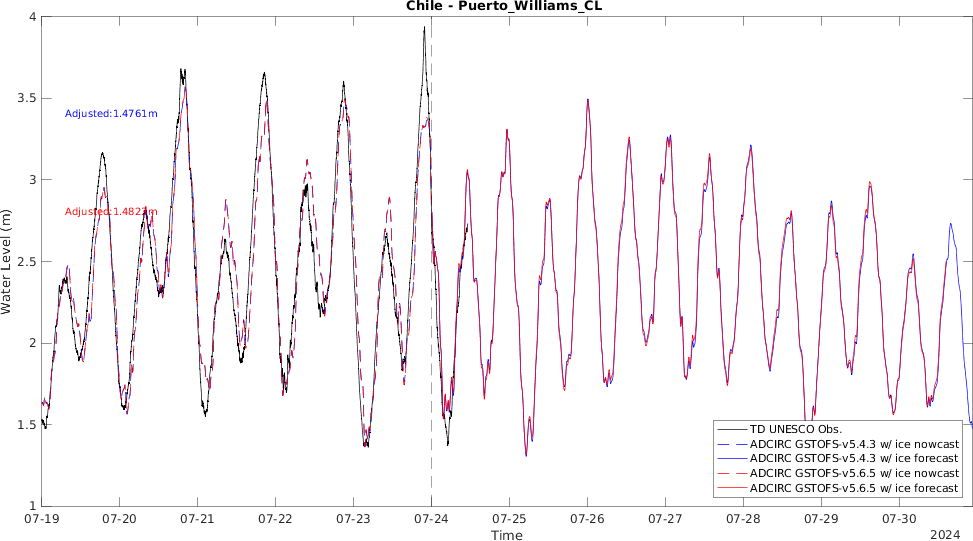 Chile - Puerto_Williams_CL
4
3.5
3
2.5
2
1.5
1
Water Level (m)
Adjusted:1.4761m
Adjusted:1.4822m
TD UNESCO Obs.
ADCIRC GSTOFS-v5.4.3 w/ ice nowcast
ADCIRC GSTOFS-v5.4.3 w/ ice forecast
ADCIRC GSTOFS-v5.6.5 w/ ice nowcast
ADCIRC GSTOFS-v5.6.5 w/ ice forecast
07-19 07-20 07-21 07-22 07-23 07-24 07-25 07-26 07-27 07-28 07-29 07-30
Time
2024